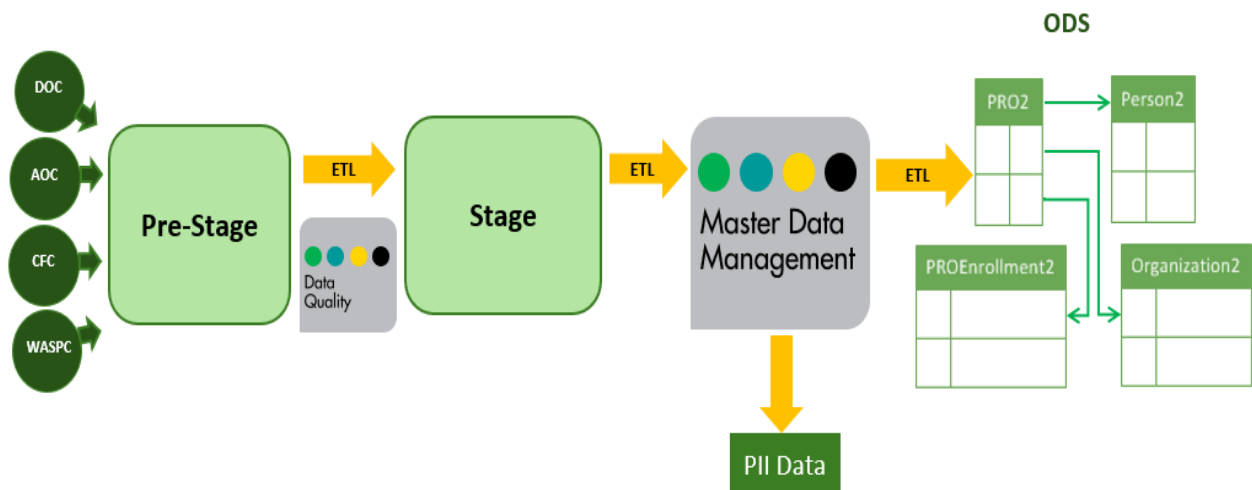 ODS
DOC
AOC
CFC
WASPC
Pre-Stage
ETL
Data
Quality
Stage
ETL
Master Data
Management
ETL
PII Data
PRO2
Person2
PROEnrollment2
Organization2